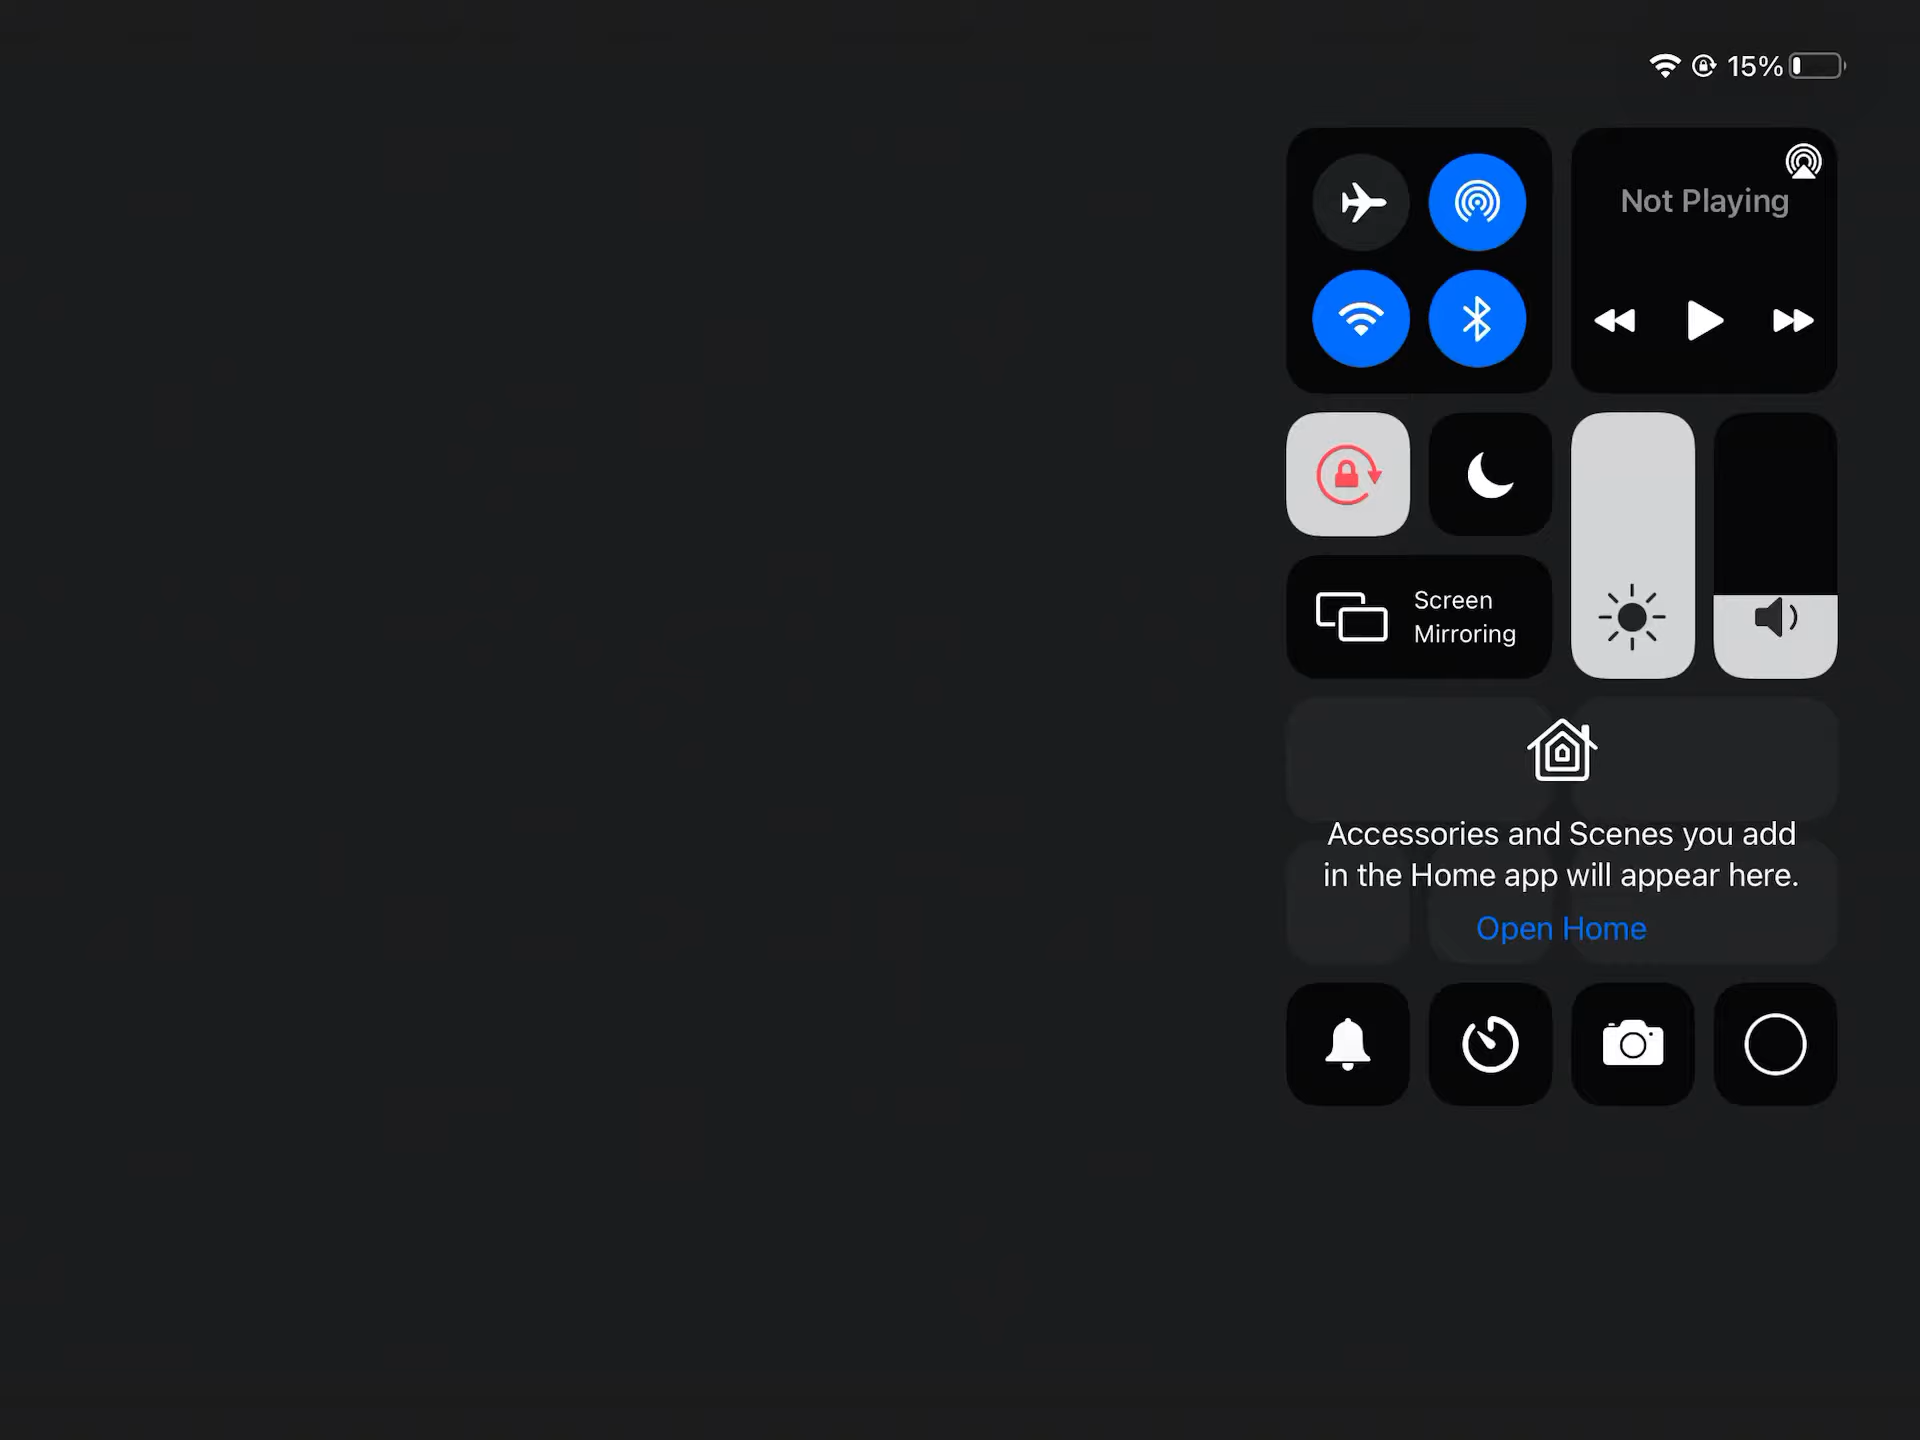 15%
Not Playing
Screen
Mirroring
Accessories and Scenes you add
in the Home app will appear here.
Open Home